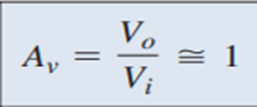 A_v = V_o / V_i ≅ 1